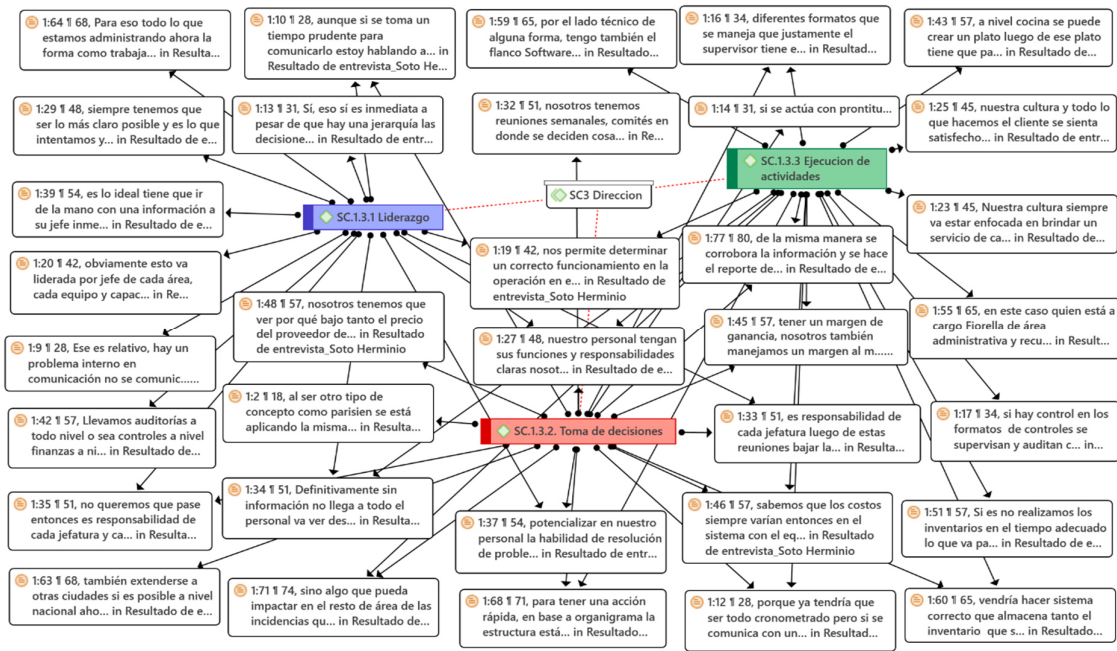 1:64 ¶ 68, Para eso todo lo que
estamos administrando ahora la
forma como trabaja... in Resulta...
1:10 ¶ 28, aunque si se toma un
tiempo prudente para
comunicarlo estoy hablando a... in
Resultado de entrevista_Soto He...
1:59 ¶ 65, por el lado técnico de
alguna forma, tengo también el
flanco Software... in Resultado...
1:16 ¶ 34, diferentes formatos que
se maneja que justamente el
supervisor tiene e... in Resultad...
1:43 ¶ 57, a nivel cocina se puede
crear un plato luego de ese plato
tiene que pa... in Resultado de...
1:29 ¶ 48, siempre tenemos que
ser lo más claro posible y es lo que
intentamos y... in Resultado de e...
1:13 ¶ 31, Sí, eso sí es inmediata a
pesar de que hay una jerarquía las
decisione... in Resultado de entr...
1:32 ¶ 51, nosotros tenemos
reuniones semanales, comités en
donde se deciden cosa... in Re...
1:14 ¶ 31, si se actúa con prontitu...
1:25 ¶ 45, nuestra cultura y todo lo
que hacemos el cliente se sienta
satisfecho... in Resultado de entr...
SC.1.3.3 Ejecucion de
actividades
1:39 ¶ 54, es lo ideal tiene que ir
de la mano con una información a
su jefe inme... in Resultado de e...
SC.1.3.1 Liderazgo
SC3 Direccion
1:23 ¶ 45, Nuestra cultura siempre
va estar enfocada en brindar un
servicio de ca... in Resultado de...
1:20 ¶ 42, obviamente esto va
liderada por jefe de cada área,
cada equipo y capac... in Re...
1:19 ¶ 42, nos permite determinar
un correcto funcionamiento en la
operación en e... in Resultado de
entrevista_Soto Herminio
1:77 ¶ 80, de la misma manera se
corrobora la información y se hace
el reporte de... in Resultado de e...
1:48 ¶ 57, nosotros tenemos que
ver por qué bajo tanto el precio
del proveedor de... in Resultado
de entrevista_Soto Herminio
1:55 ¶ 65, en este caso quien está a
cargo Fiorella de área
administrativa y recu... in Result...
1:9 ¶ 28, Ese es relativo, hay un
problema interno en
comunicación no se comunic......
1:27 ¶ 48, nuestro personal tengan
sus funciones y responsabilidades
claras nosot... in Resultado de e...
1:45 ¶ 57, tener un margen de
ganancia, nosotros también
manejamos un margen al m......
1:2 ¶ 18, al ser otro tipo de
concepto como parisien se está
aplicando la misma... in Resulta...
1:42 ¶ 57, Llevamos auditorías a
todo nivel o sea controles a nivel
finanzas a ni... in Resultado de...
SC.1.3.2. Toma de decisiones
1:33 ¶ 51, es responsabilidad de
cada jefatura luego de estas
reuniones bajar la... in Resulta...
1:17 ¶ 34, si hay control en los
formatos de controles se
supervisan y auditan c... in...
1:35 ¶ 51, no queremos que pase
entonces es responsabilidad de
cada jefatura y ca... in Resulta...
1:34 ¶ 51, Definitivamente sin
información no llega a todo el
personal va ver des... in Resulta...
1:37 ¶ 54, potencializar en nuestro
personal la habilidad de resolución
de proble... in Resultado de entr...
1:46 ¶ 57, sabemos que los costos
siempre varían entonces en el
sistema con el eq... in Resultado
de entrevista_Soto Herminio
1:51 ¶ 57, Si es no realizamos los
inventarios en el tiempo adecuado
lo que va pa... in Resultado de e...
1:63 ¶ 68, también extenderse a
otras ciudades si es posible a nivel
nacional aho... in Resultado de e...
1:71 ¶ 74, sino algo que pueda
impactar en el resto de área de las
incidencias qu... in Resultado de...
1:68 ¶ 71, para tener una acción
rápida, en base a organigrama la
estructura está... in Resultado...
1:12 ¶ 28, porque ya tendría que
ser todo cronometrado pero si se
comunica con un... in Resultad...
1:60 ¶ 65, vendría hacer sistema
correcto que almacena tanto el
inventario que s... in Resultado...